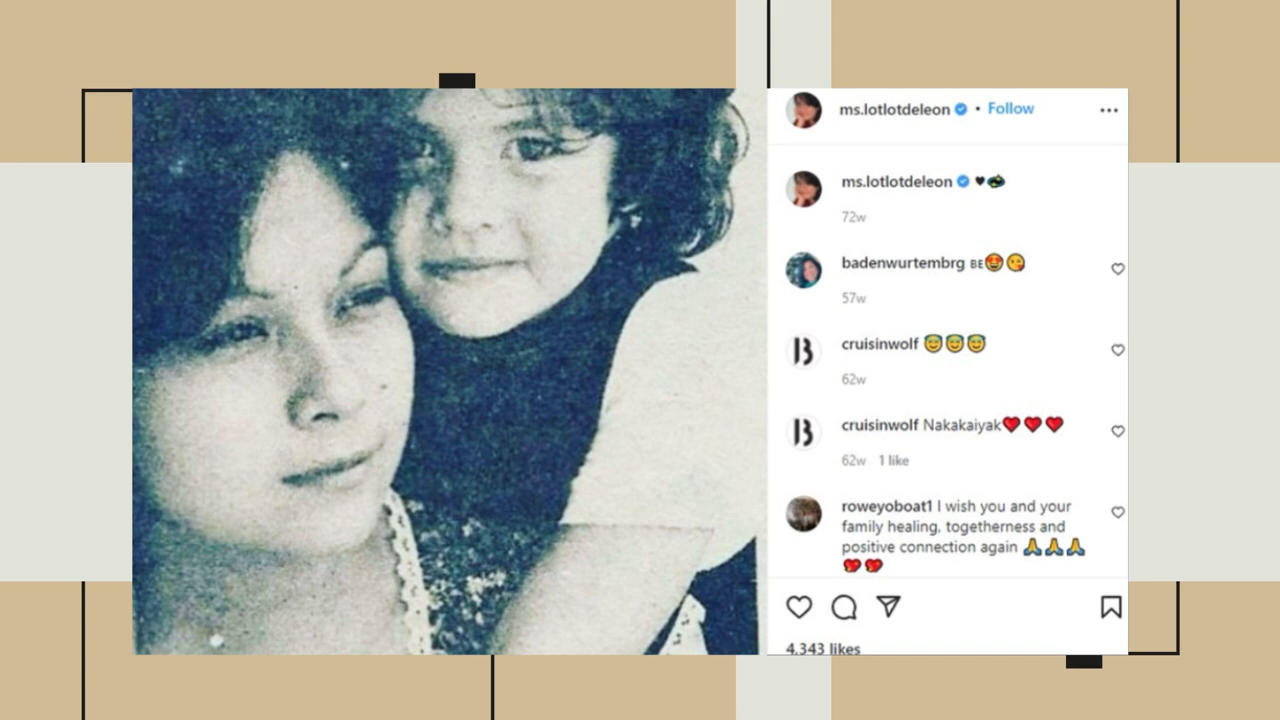 ms.lotlotdeleon • Follow
ms.lotlotdeleon 🖤
72w
badenwurtembrg BE😍😘
57w
cruisinwolf 😇😇😇
62w
cruisinwolf Nakakaiyak❤️❤️❤️
62w 1 like
roweyoboat1 I wish you and your
family healing, togetherness and
positive connection again 🙏🙏🙏
💖💖
4,343 likes